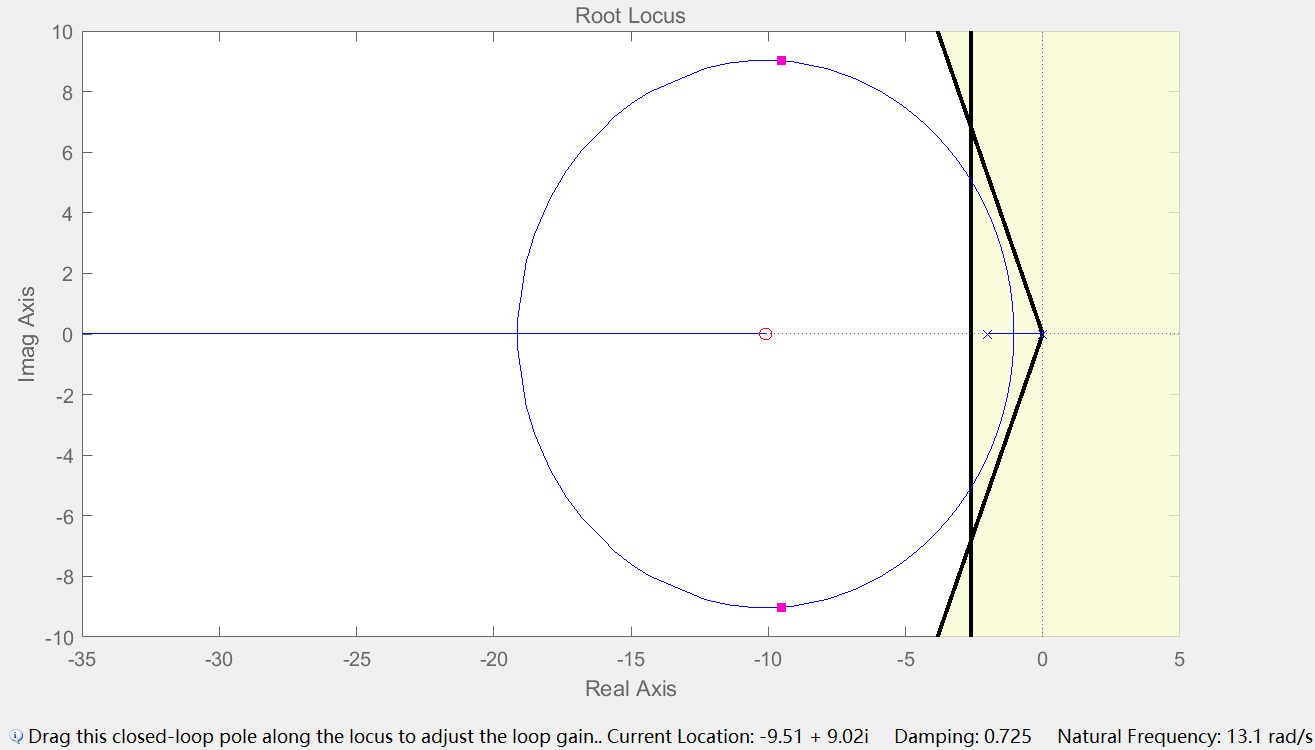 Root Locus
10
8
6
4
2
0
-2
-4
-6
-8
-10
Imag Axis
-35 -30 -25 -20 -15 -10 -5 0 5
Real Axis
Drag this closed-loop pole along the locus to adjust the loop gain.. Current Location: -9.51 + 9.02i Damping: 0.725 Natural Frequency: 13.1 rad/s